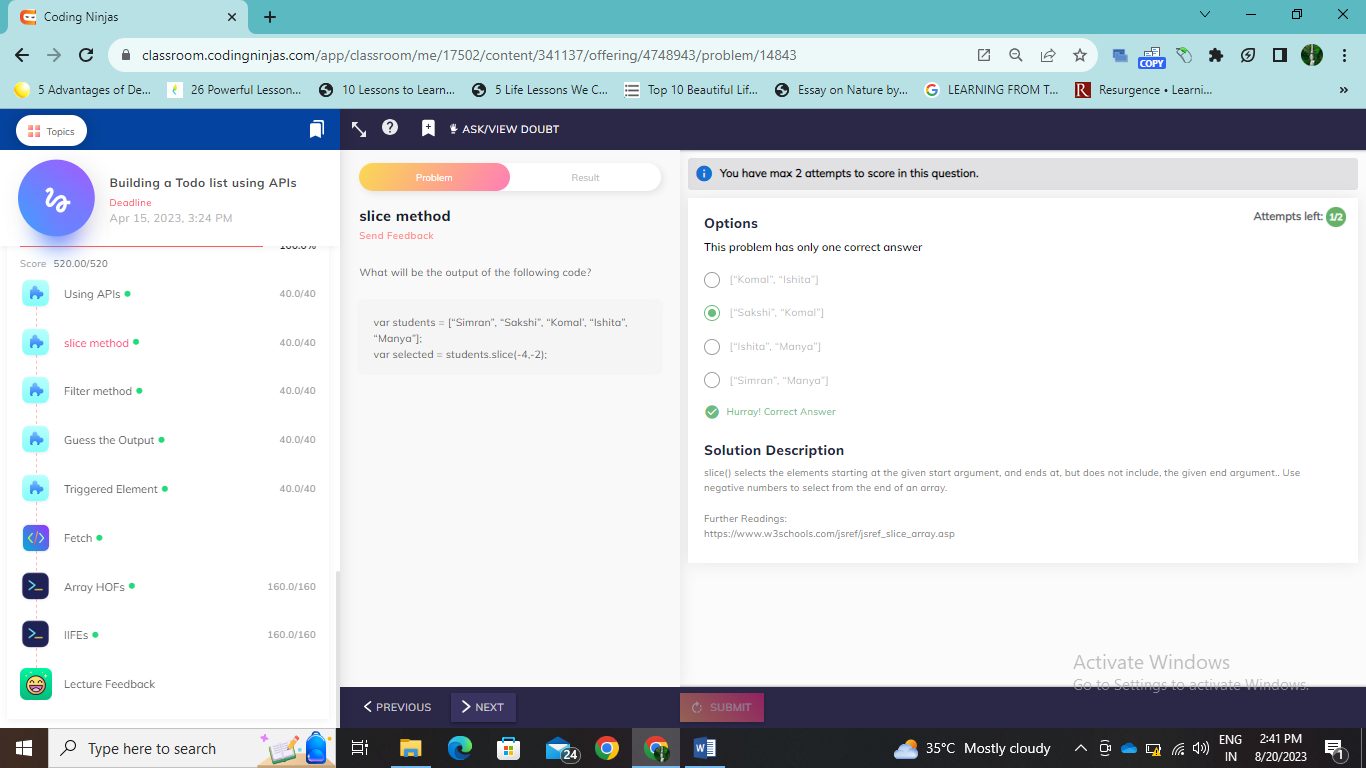 Coding Ninjas
classroom.codingninjas.com/app/classroom/me/17502/content/341137/offering/4748943/problem/14843
COPY
5 Advantages of De...
26 Powerful Lesson...
10 Lessons to Learn...
5 Life Lessons We C...
Top 10 Beautiful Lif...
Essay on Nature by...
LEARNING FROM T...
Resurgence • Learni...
Topics
ASK/VIEW DOUBT
Building a Todo list using APIs
Deadline
Apr 15, 2023, 3:24 PM
100.0%
Score 520.00/520
Using APIs 40.0/40
slice method 40.0/40
Filter method 40.0/40
Guess the Output 40.0/40
Triggered Element 40.0/40
Fetch
Array HOFs 160.0/160
IIFEs 160.0/160
Lecture Feedback
Problem
Result
slice method
Send Feedback
What will be the output of the following code?
var students = [“Simran”, “Sakshi”, “Komal’, “Ishita”,
“Manya”];
var selected = students.slice(-4,-2);
PREVIOUS
NEXT
You have max 2 attempts to score in this question.
Options
Attempts left: 1/2
This problem has only one correct answer
[“Komal”, “Ishita”]
[“Sakshi”, “Komal”]
[“Ishita”, “Manya”]
[“Simran”, “Manya”]
Hurray! Correct Answer
Solution Description
slice() selects the elements starting at the given start argument, and ends at, but does not include, the given end argument.. Use
negative numbers to select from the end of an array.
Further Readings:
https://www.w3schools.com/jsref/jsref_slice_array.asp
Activate Windows
Go to Settings to activate Windows.
SUBMIT
Type here to search
24
35°C Mostly cloudy
ENG
IN
2:41 PM
8/20/2023
1